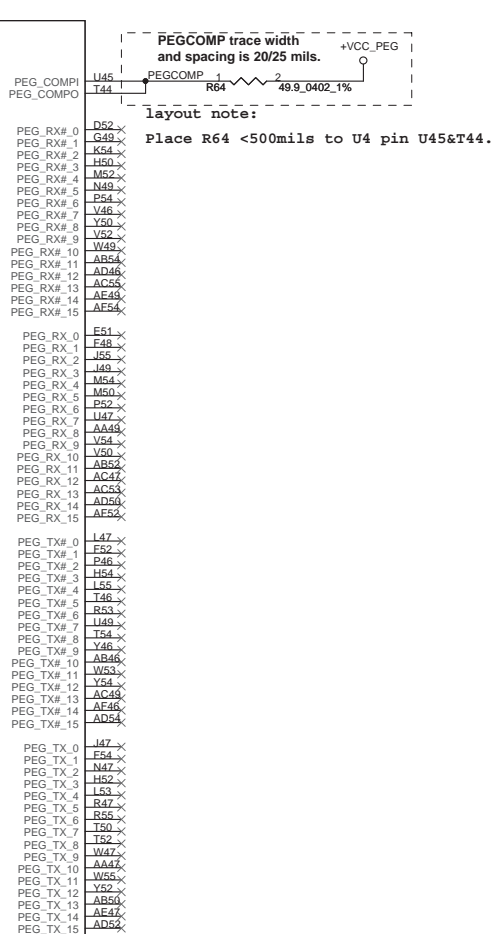 PEGCOMP trace width
and spacing is 20/25 mils.
+VCC_PEG
PEG_COMPI U45 PEGCOMP 1 2
PEG_COMPO T44 R64 49.9_0402_1%
layout note:
Place R64 <500mils to U4 pin U45&T44.
PEG_RX#_0 D52
PEG_RX#_1 G49
PEG_RX#_2 K54
PEG_RX#_3 H50
PEG_RX#_4 M52
PEG_RX#_5 N49
PEG_RX#_6 P54
PEG_RX#_7 V46
PEG_RX#_8 Y50
PEG_RX#_9 V52
PEG_RX#_10 W49
PEG_RX#_11 AB54
PEG_RX#_12 AD46
PEG_RX#_13 AC55
PEG_RX#_14 AE49
PEG_RX#_15 AF54
PEG_RX_0 E51
PEG_RX_1 F48
PEG_RX_2 J55
PEG_RX_3 J49
PEG_RX_4 M54
PEG_RX_5 M50
PEG_RX_6 P52
PEG_RX_7 U47
PEG_RX_8 AA49
PEG_RX_9 V54
PEG_RX_10 V50
PEG_RX_11 AB52
PEG_RX_12 AC47
PEG_RX_13 AC53
PEG_RX_14 AD50
PEG_RX_15 AF52
PEG_TX#_0 L47
PEG_TX#_1 F52
PEG_TX#_2 P46
PEG_TX#_3 H54
PEG_TX#_4 L55
PEG_TX#_5 T46
PEG_TX#_6 R53
PEG_TX#_7 U49
PEG_TX#_8 T54
PEG_TX#_9 Y46
PEG_TX#_10 AB46
PEG_TX#_11 W53
PEG_TX#_12 Y54
PEG_TX#_13 AC49
PEG_TX#_14 AF46
PEG_TX#_15 AD54
PEG_TX_0 J47
PEG_TX_1 F54
PEG_TX_2 N47
PEG_TX_3 H52
PEG_TX_4 L53
PEG_TX_5 R47
PEG_TX_6 R55
PEG_TX_7 T50
PEG_TX_8 T52
PEG_TX_9 W47
PEG_TX_10 AA47
PEG_TX_11 W55
PEG_TX_12 Y52
PEG_TX_13 AB50
PEG_TX_14 AE47
PEG_TX_15 AD52